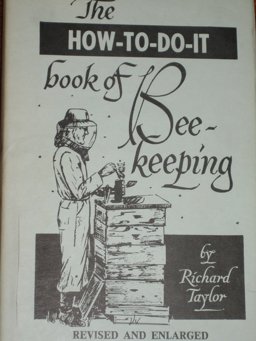 The
HOW-TO-DO-IT
book of
Bee-
keeping
by
Richard
Taylor
REVISED AND ENLARGED